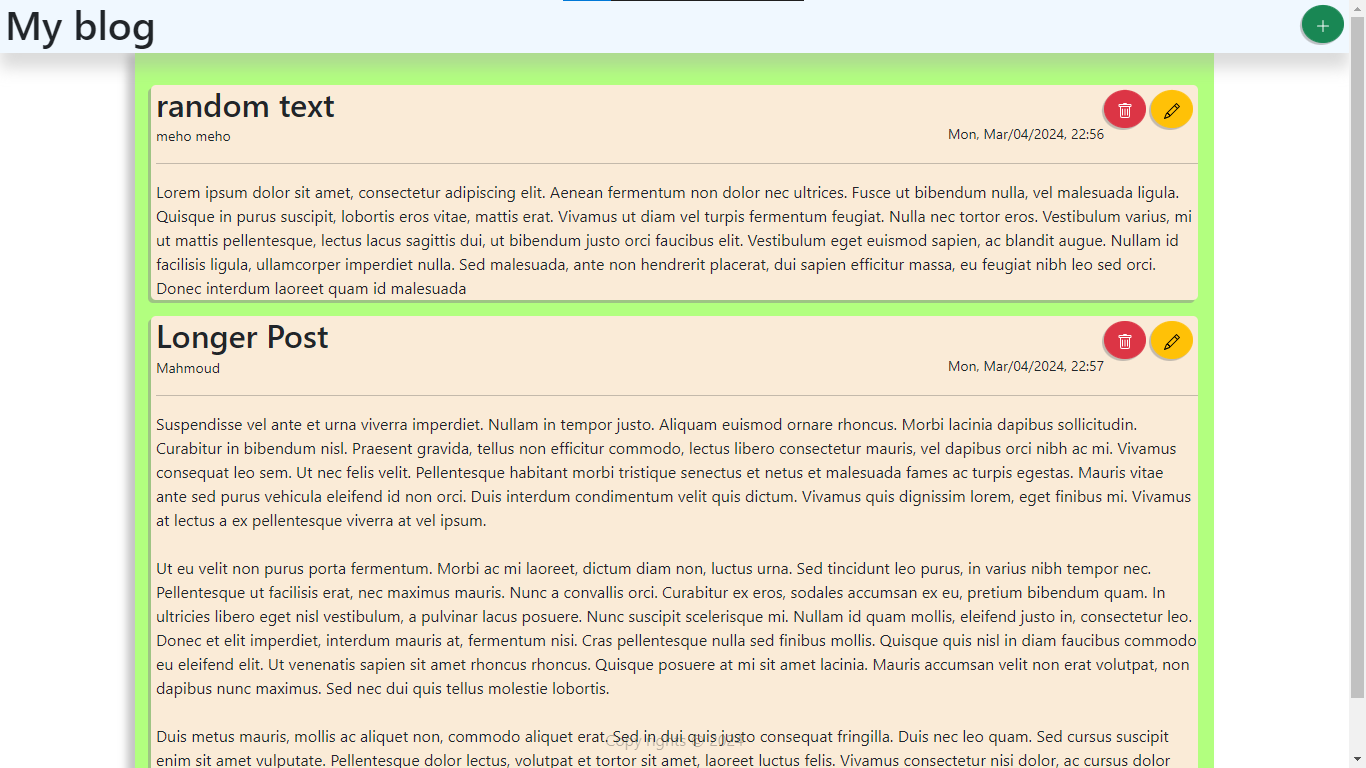 My blog
+
random text
meho meho
Mon, Mar/04/2024, 22:56
Lorem ipsum dolor sit amet, consectetur adipiscing elit. Aenean fermentum non dolor nec ultrices. Fusce ut bibendum nulla, vel malesuada ligula.
Quisque in purus suscipit, lobortis eros vitae, mattis erat. Vivamus ut diam vel turpis fermentum feugiat. Nulla nec tortor eros. Vestibulum varius, mi
ut mattis pellentesque, lectus lacus sagittis dui, ut bibendum justo orci faucibus elit. Vestibulum eget euismod sapien, ac blandit augue. Nullam id
facilisis ligula, ullamcorper imperdiet nulla. Sed malesuada, ante non hendrerit placerat, dui sapien efficitur massa, eu feugiat nibh leo sed orci.
Donec interdum laoreet quam id malesuada
Longer Post
Mahmoud
Mon, Mar/04/2024, 22:57
Suspendisse vel ante et urna viverra imperdiet. Nullam in tempor justo. Aliquam euismod ornare rhoncus. Morbi lacinia dapibus sollicitudin.
Curabitur in bibendum nisl. Praesent gravida, tellus non efficitur commodo, lectus libero consectetur mauris, vel dapibus orci nibh ac mi. Vivamus
consequat leo sem. Ut nec felis velit. Pellentesque habitant morbi tristique senectus et netus et malesuada fames ac turpis egestas. Mauris vitae
ante sed purus vehicula eleifend id non orci. Duis interdum condimentum velit quis dictum. Vivamus quis dignissim lorem, eget finibus mi. Vivamus
at lectus a ex pellentesque viverra at vel ipsum.
Ut eu velit non purus porta fermentum. Morbi ac mi laoreet, dictum diam non, luctus urna. Sed tincidunt leo purus, in varius nibh tempor nec.
Pellentesque ut facilisis erat, nec maximus mauris. Nunc a convallis orci. Curabitur ex eros, sodales accumsan ex eu, pretium bibendum quam. In
ultricies libero eget nisl vestibulum, a pulvinar lacus posuere. Nunc suscipit scelerisque mi. Nullam id quam mollis, eleifend justo in, consectetur leo.
Donec et elit imperdiet, interdum mauris at, fermentum nisi. Cras pellentesque nulla sed finibus mollis. Quisque quis nisl in diam faucibus commodo
eu eleifend elit. Ut venenatis sapien sit amet rhoncus rhoncus. Quisque posuere at mi sit amet lacinia. Mauris accumsan velit non erat volutpat, non
dapibus nunc maximus. Sed nec dui quis tellus molestie lobortis.
Duis metus mauris, mollis ac aliquet non, commodo aliquet erat. Sed in dui quis justo consequat fringilla. Duis nec leo quam. Sed cursus suscipit
Copy rights © 2024
enim sit amet vulputate. Pellentesque dolor lectus, volutpat et tortor sit amet, laoreet luctus felis. Vivamus consectetur nisi dolor, ac cursus dolor